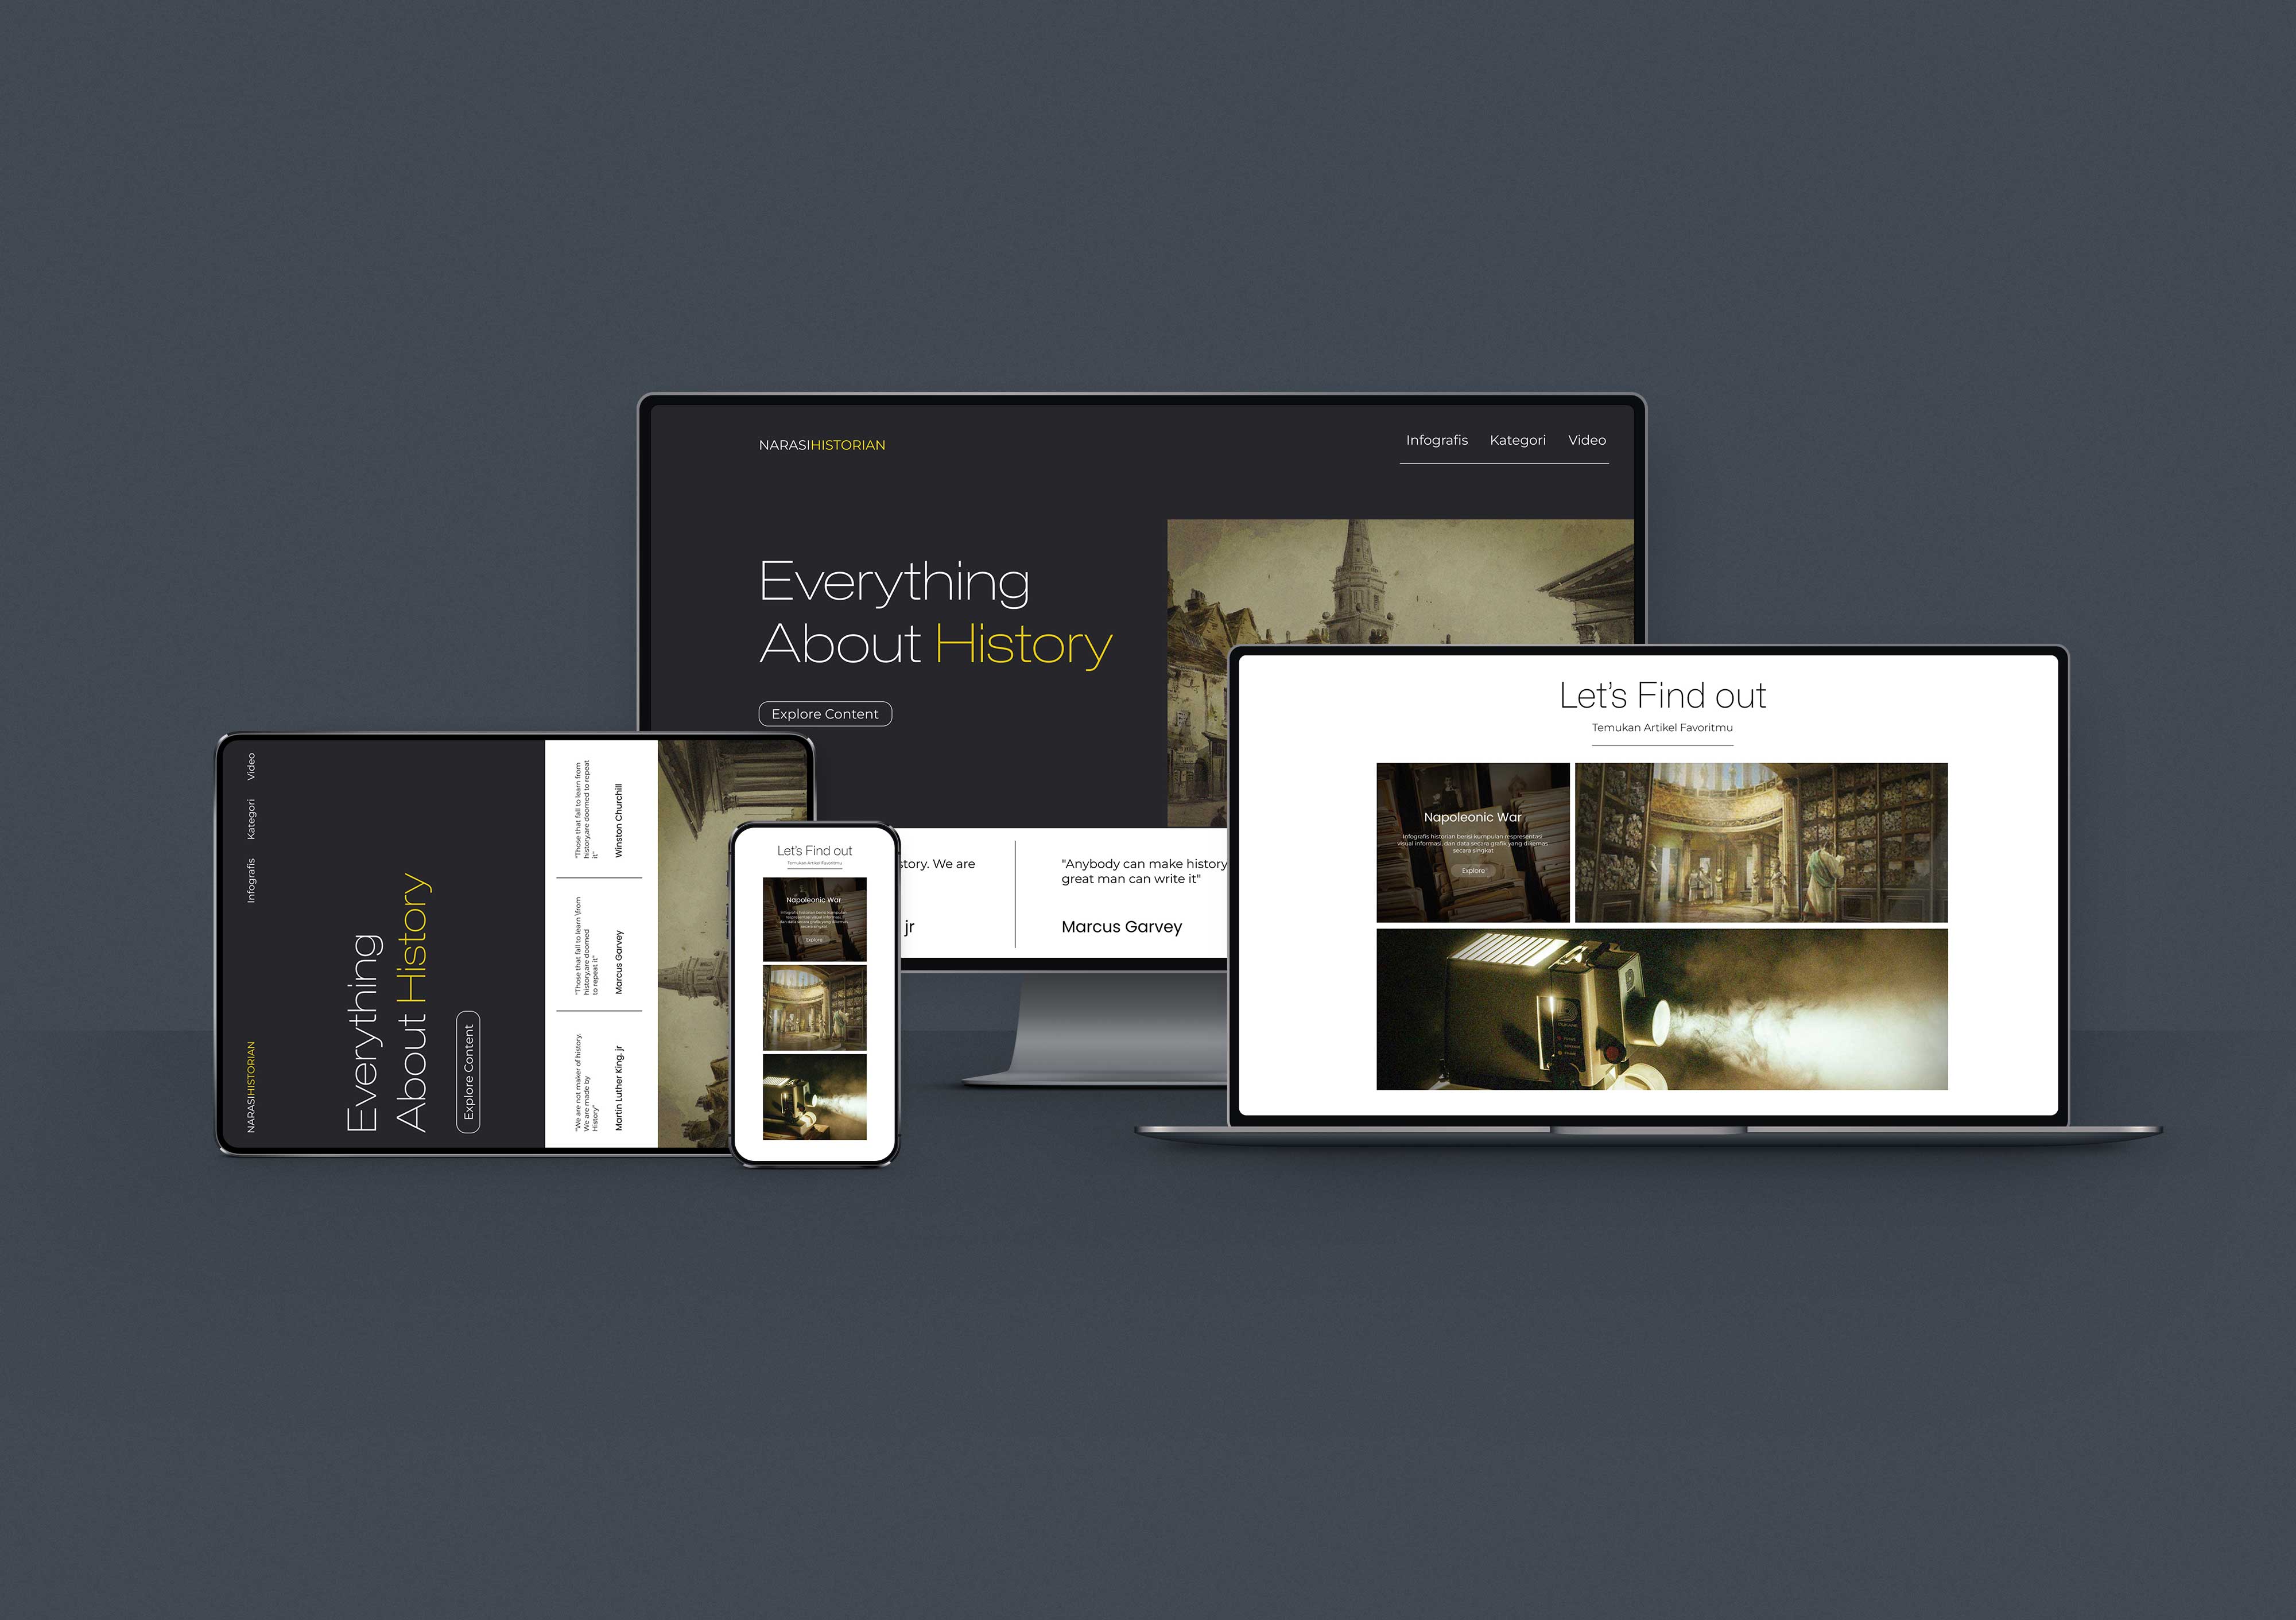 NARASIHISTORIAN
Infografis Kategori Video
Everything
About History
Explore Content
story. We are
jr
"Anybody can make history
great man can write it"
Marcus Garvey
NARASIHISTORIAN
Infografis Kategori Video
Everything
About History
Explore Content
"We are not maker of history.
We are made by
History"
Martin Luther King. jr
"Those that fail to learn \from
history,are doomed
to repeat it"
Marcus Garvey
"Those that fail to learn from
history,are doomed to repeat
it"
Winston Churchill
Let's Find out
Temukan Artikel Favoritmu
Napoleonic War
Explore
Let's Find out
Temukan Artikel Favoritmu
Napoleonic War
Infografis historian berisi kumpulan respresentasi
visual informasi, dan data secara grafik yang dikemas
secara singkat
Explore